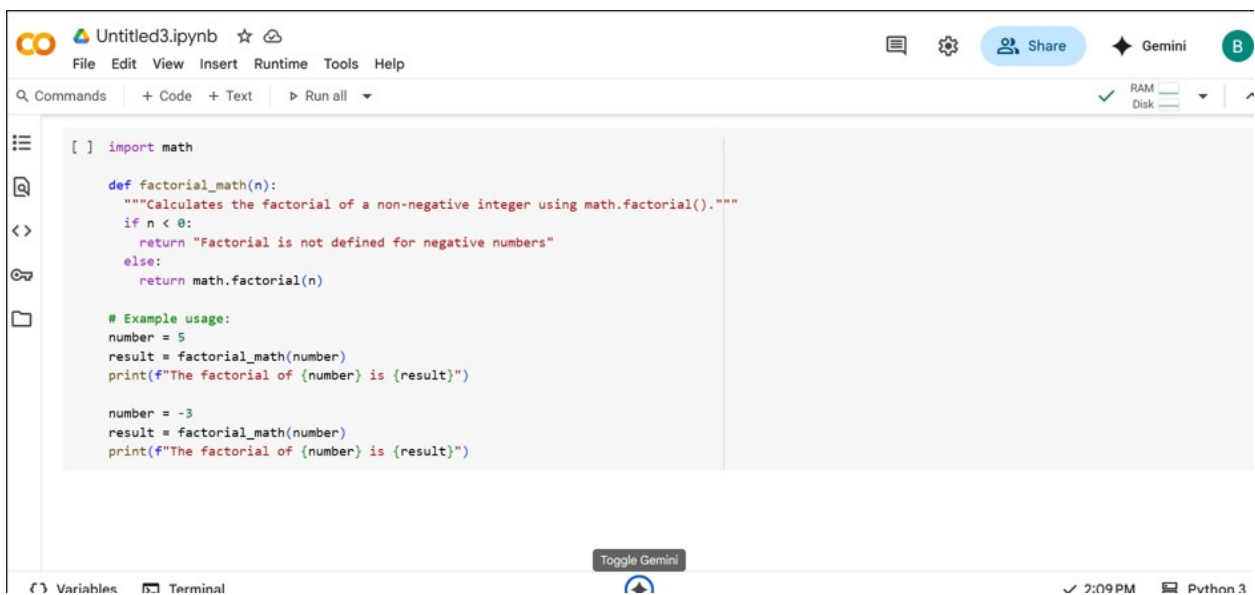 CO Untitled3.ipynb
Share
Gemini
B
File Edit View Insert Runtime Tools Help
Commands + Code + Text Run all
RAM
Disk
[ ] import math
def factorial_math(n):
"""Calculates the factorial of a non-negative integer using math.factorial()."""
if n < 0:
return "Factorial is not defined for negative numbers"
else:
return math.factorial(n)
# Example usage:
number = 5
result = factorial_math(number)
print(f"The factorial of {number} is {result}")
number = -3
result = factorial_math(number)
print(f"The factorial of {number} is {result}")
Toggle Gemini
Variables Terminal
2:09 PM Python 3